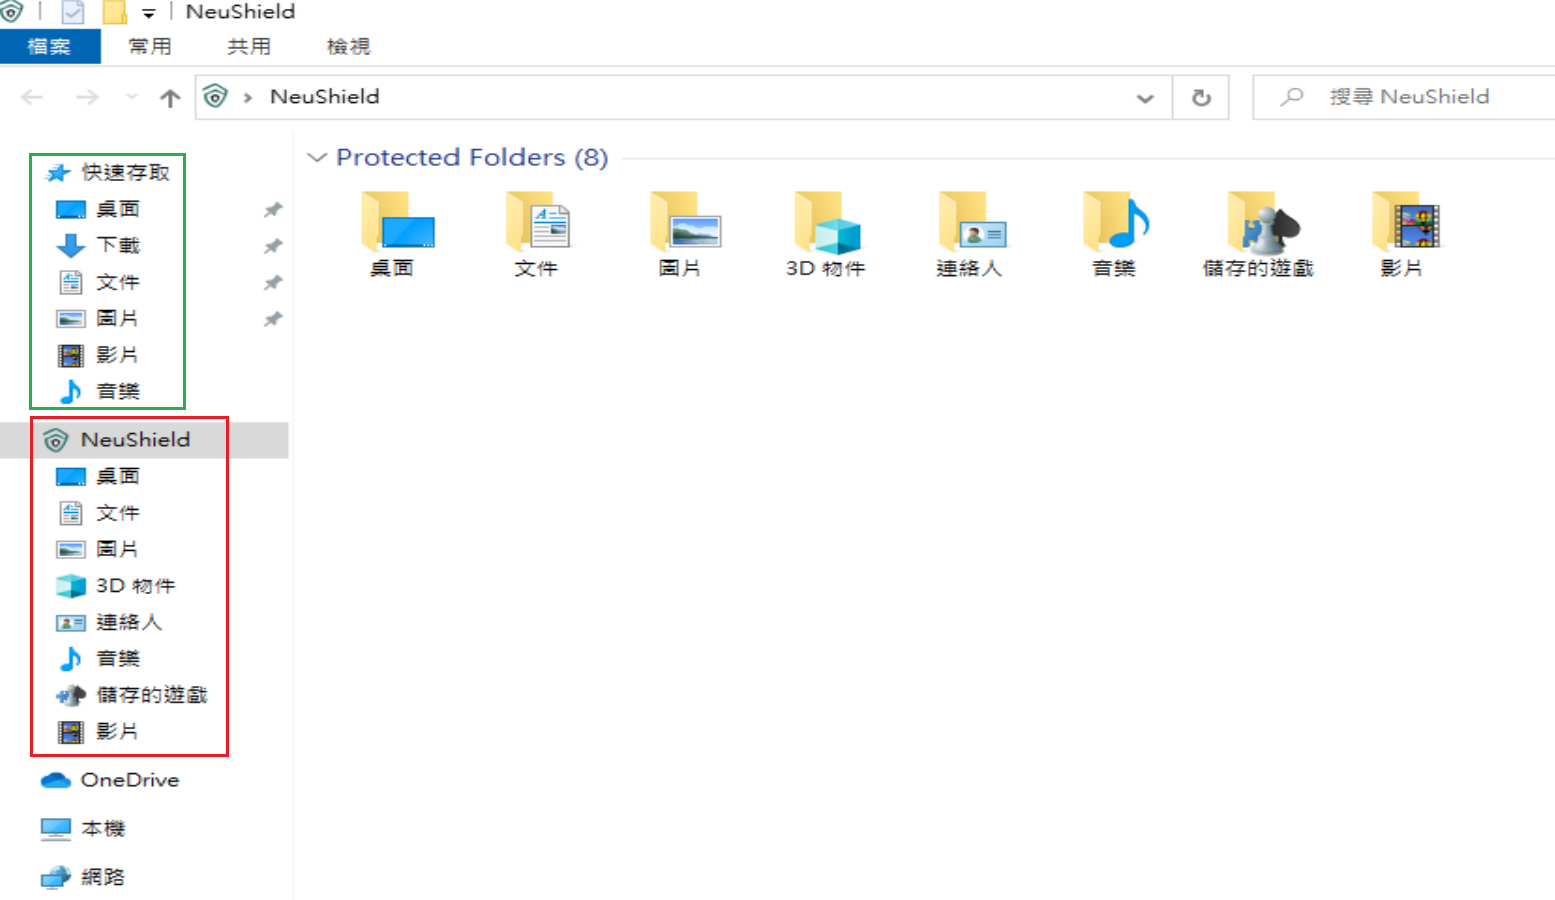 NeuShield
檔案 常用 共用 檢視
NeuShield
搜尋 NeuShield
快速存取
桌面
下載
文件
圖片
影片
音樂
NeuShield
桌面
文件
圖片
3D 物件
連絡人
音樂
儲存的遊戲
影片
OneDrive
本機
網路
Protected Folders (8)
桌面 文件 圖片 3D 物件 連絡人 音樂 儲存的遊戲 影片